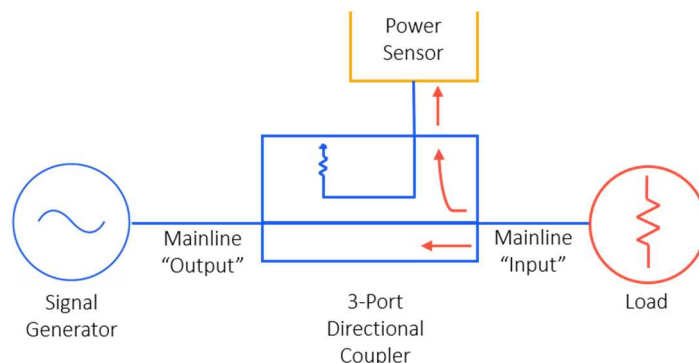 Power
Sensor
Mainline
“Output”
Mainline
“Input”
Signal
Generator
3-Port
Directional
Coupler
Load